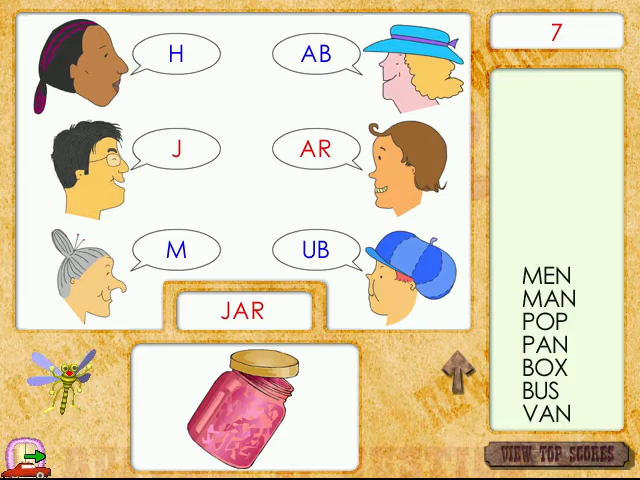 7
H
AB
J
AR
M
UB
JAR
MEN
MAN
POP
PAN
BOX
BUS
VAN
VIEW TOP SCORES